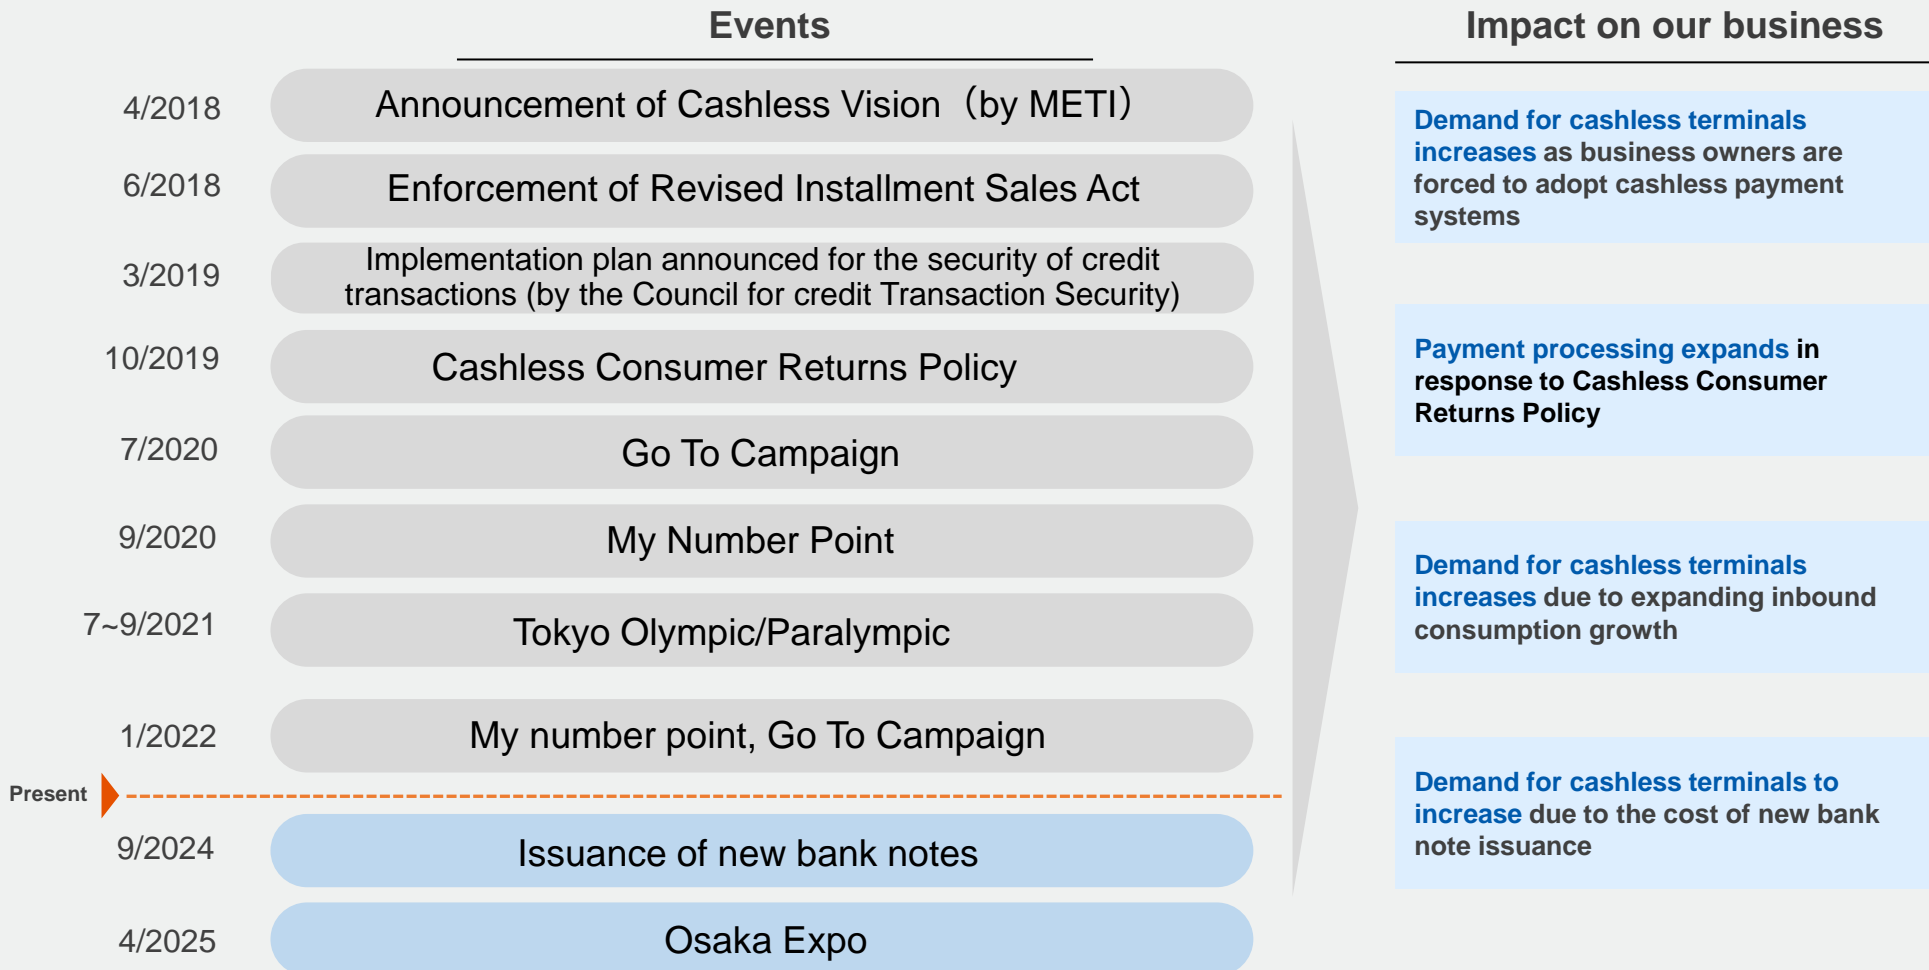 Events
4/2018
Announcement of Cashless Vision（by METI）
6/2018
Enforcement of Revised Installment Sales Act
3/2019
Implementation plan announced for the security of credit
transactions (by the Council for credit Transaction Security)
10/2019
Cashless Consumer Returns Policy
7/2020
Go To Campaign
9/2020
My Number Point
7~9/2021
Tokyo Olympic/Paralympic
1/2022
My number point, Go To Campaign
Present
9/2024
Issuance of new bank notes
4/2025
Osaka Expo
Impact on our business
Demand for cashless terminals
increases as business owners are
forced to adopt cashless payment
systems
Payment processing expands in
response to Cashless Consumer
Returns Policy
Demand for cashless terminals
increases due to expanding inbound
consumption growth
Demand for cashless terminals to
increase due to the cost of new bank
note issuance